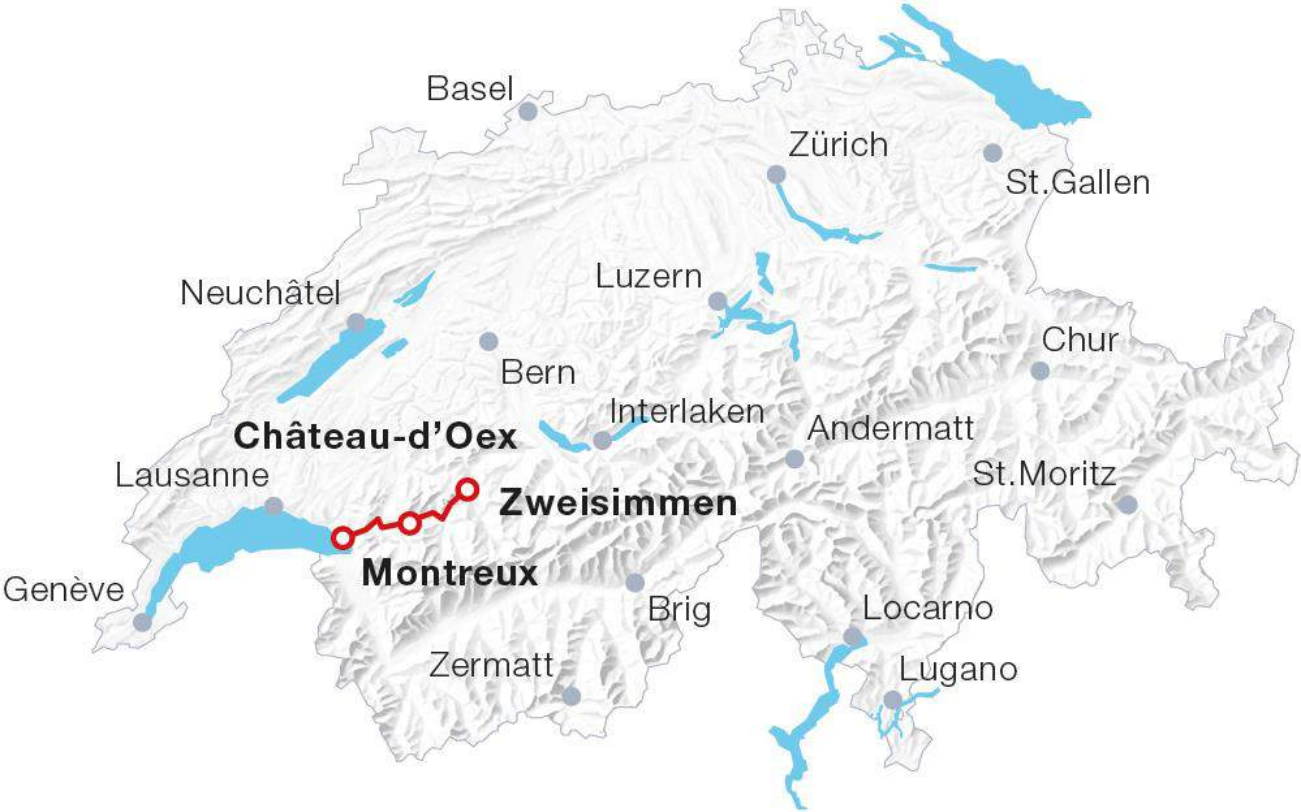 Basel
Zürich
St.Gallen
Neuchâtel
Luzern
Chur
Bern
Interlaken
Château-d’Oex
Andermatt
Lausanne
St.Moritz
Zweisimmen
Montreux
Genève
Brig
Locarno
Zermatt
Lugano